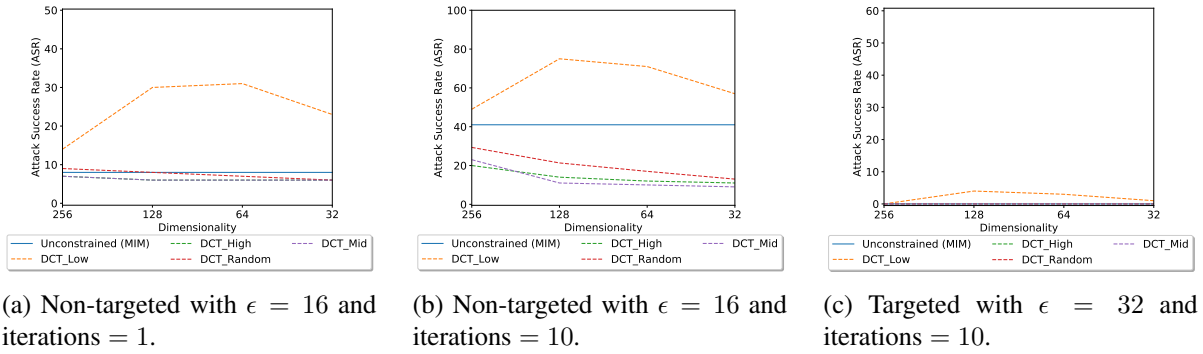 50
40
30
20
10
0
Attack Success Rate (ASR)
256 128 64 32
Dimensionality
Unconstrained (MIM) DCT_High DCT_Mid
DCT_Low DCT_Random
(a) Non-targeted with ϵ = 16 and
iterations = 1.
100
80
60
40
20
0
Attack Success Rate (ASR)
256 128 64 32
Dimensionality
Unconstrained (MIM) DCT_High DCT_Mid
DCT_Low DCT_Random
(b) Non-targeted with ϵ = 16 and
iterations = 10.
60
50
40
30
20
10
0
Attack Success Rate (ASR)
256 128 64 32
Dimensionality
Unconstrained (MIM) DCT_High DCT_Mid
DCT_Low DCT_Random
(c) Targeted with ϵ = 32 and
iterations = 10.